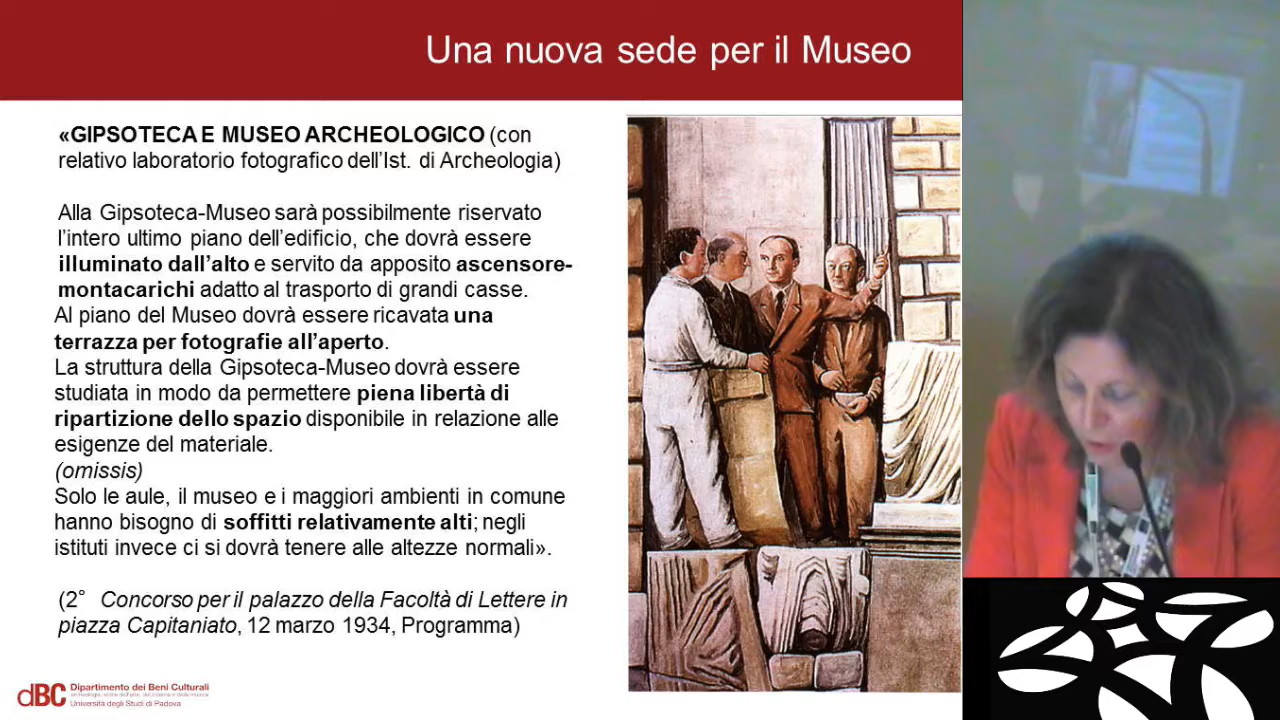 Una nuova sede per il Museo
«GIPSOTECA E MUSEO ARCHEOLOGICO (con
relativo laboratorio fotografico dell'Ist. di Archeologia)
Alla Gipsoteca-Museo sarà possibilmente riservato
l'intero ultimo piano dell'edificio, che dovrà essere
illuminato dall'alto e servito da apposito ascensore-
montacarichi adatto al trasporto di grandi casse.
Al piano del Museo dovrà essere ricavata una
terrazza per fotografie all'aperto.
La struttura della Gipsoteca-Museo dovrà essere
studiata in modo da permettere piena libertà di
ripartizione dello spazio disponibile in relazione alle
esigenze del materiale.
(omissis)
Solo le aule, il museo e i maggiori ambienti in comune
hanno bisogno di soffitti relativamente alti; negli
istituti invece ci si dovrà tenere alle altezze normali».
(2° Concorso per il palazzo della Facoltà di Lettere in
piazza Capitaniato, 12 marzo 1934, Programma)
dBC Dipartimento dei Beni Culturali
Università degli Studi di Padova